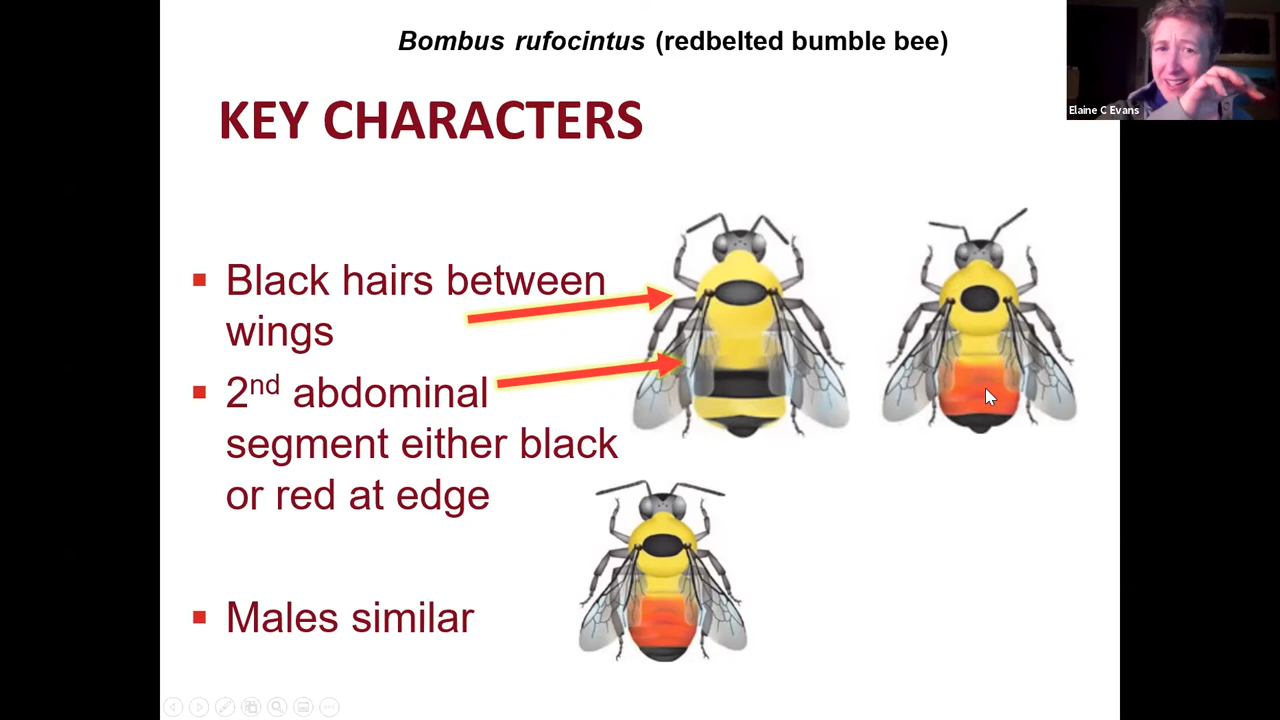 Bombus rufocintus (redbelted bumble bee)
Elaine C Evans
KEY CHARACTERS
▪ Black hairs between
wings
▪ 2nd abdominal
segment either black
or red at edge
▪ Males similar